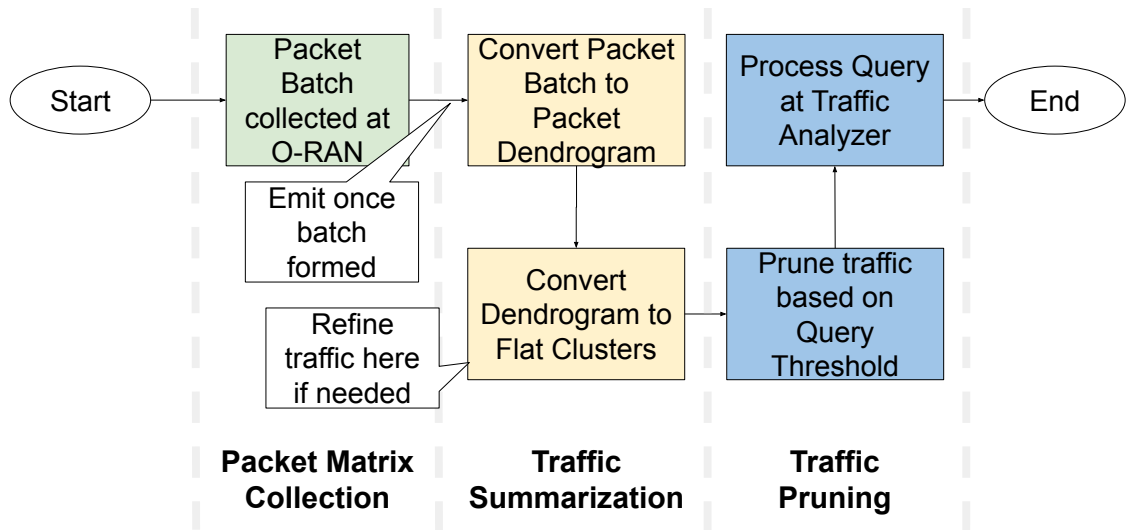 Start
Packet
Batch
collected at
O-RAN
Emit once
batch
formed
Convert Packet
Batch to
Packet
Dendrogram
Convert
Dendrogram to
Flat Clusters
Refine
traffic here
if needed
Prune traffic
based on
Query
Threshold
Process Query
at Traffic
Analyzer
End
Packet Matrix
Collection
Traffic
Summarization
Traffic
Pruning